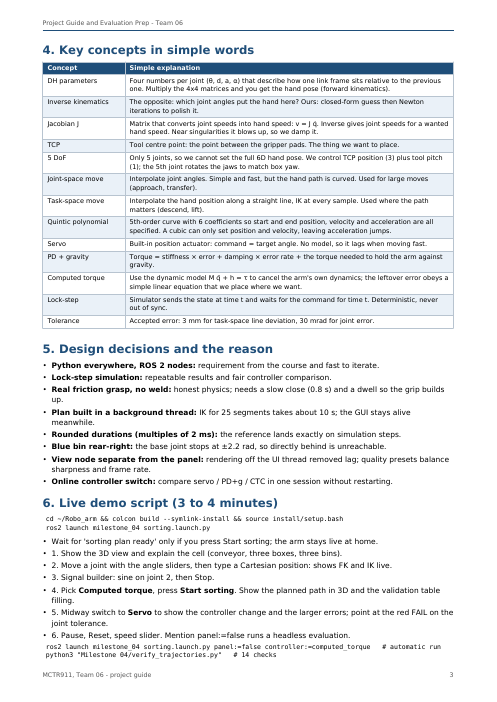 Project Guide and Evaluation Prep - Team 06
4. Key concepts in simple words
Concept Simple explanation
DH parameters Four numbers per joint (θ, d, a, α) that describe how one link frame sits relative to the previous
one. Multiply the 4x4 matrices and you get the hand pose (forward kinematics).
Inverse kinematics The opposite: which joint angles put the hand here? Ours: closed-form guess then Newton
iterations to polish it.
Jacobian J Matrix that converts joint speeds into hand speed: v = J q̇. Inverse gives joint speeds for a wanted
hand speed. Near singularities it blows up, so we damp it.
TCP Tool centre point: the point between the gripper pads. The thing we want to place.
5 DoF Only 5 joints, so we cannot set the full 6D hand pose. We control TCP position (3) plus tool pitch
(1); the 5th joint rotates the jaws to match box yaw.
Joint-space move Interpolate joint angles. Simple and fast, but the hand path is curved. Used for large moves
(approach, transfer).
Task-space move Interpolate the hand position along a straight line, IK at every sample. Used where the path
matters (descend, lift).
Quintic polynomial 5th-order curve with 6 coefficients so start and end position, velocity and acceleration are all
specified. A cubic can only set position and velocity, leaving acceleration jumps.
Servo Built-in position actuator: command = target angle. No model, so it lags when moving fast.
PD + gravity Torque = stiffness × error + damping × error rate + the torque needed to hold the arm against
gravity.
Computed torque Use the dynamic model M q̈ + h = τ to cancel the arm's own dynamics; the leftover error obeys a
simple linear equation that we place where we want.
Lock-step Simulator sends the state at time t and waits for the command for time t. Deterministic, never
out of sync.
Tolerance Accepted error: 3 mm for task-space line deviation, 30 mrad for joint error.
5. Design decisions and the reason
• Python everywhere, ROS 2 nodes: requirement from the course and fast to iterate.
• Lock-step simulation: repeatable results and fair controller comparison.
• Real friction grasp, no weld: honest physics; needs a slow close (0.8 s) and a dwell so the grip builds
up.
• Plan built in a background thread: IK for 25 segments takes about 10 s; the GUI stays alive
meanwhile.
• Rounded durations (multiples of 2 ms): the reference lands exactly on simulation steps.
• Blue bin rear-right: the base joint stops at ±2.2 rad, so directly behind is unreachable.
• View node separate from the panel: rendering off the UI thread removed lag; quality presets balance
sharpness and frame rate.
• Online controller switch: compare servo / PD+g / CTC in one session without restarting.
6. Live demo script (3 to 4 minutes)
cd ~/Robo_arm && colcon build --symlink-install && source install/setup.bash
ros2 launch milestone_04 sorting.launch.py
• Wait for 'sorting plan ready' only if you press Start sorting; the arm stays live at home.
• 1. Show the 3D view and explain the cell (conveyor, three boxes, three bins).
• 2. Move a joint with the angle sliders, then type a Cartesian position: shows FK and IK live.
• 3. Signal builder: sine on joint 2, then Stop.
• 4. Pick Computed torque, press Start sorting. Show the planned path in 3D and the validation table
filling.
• 5. Midway switch to Servo to show the controller change and the larger errors; point at the red FAIL on the
joint tolerance.
• 6. Pause, Reset, speed slider. Mention panel:=false runs a headless evaluation.
ros2 launch milestone_04 sorting.launch.py panel:=false controller:=computed_torque # automatic run
python3 "Milestone 04/verify_trajectories.py" # 14 checks
MCTR911, Team 06 - project guide 3